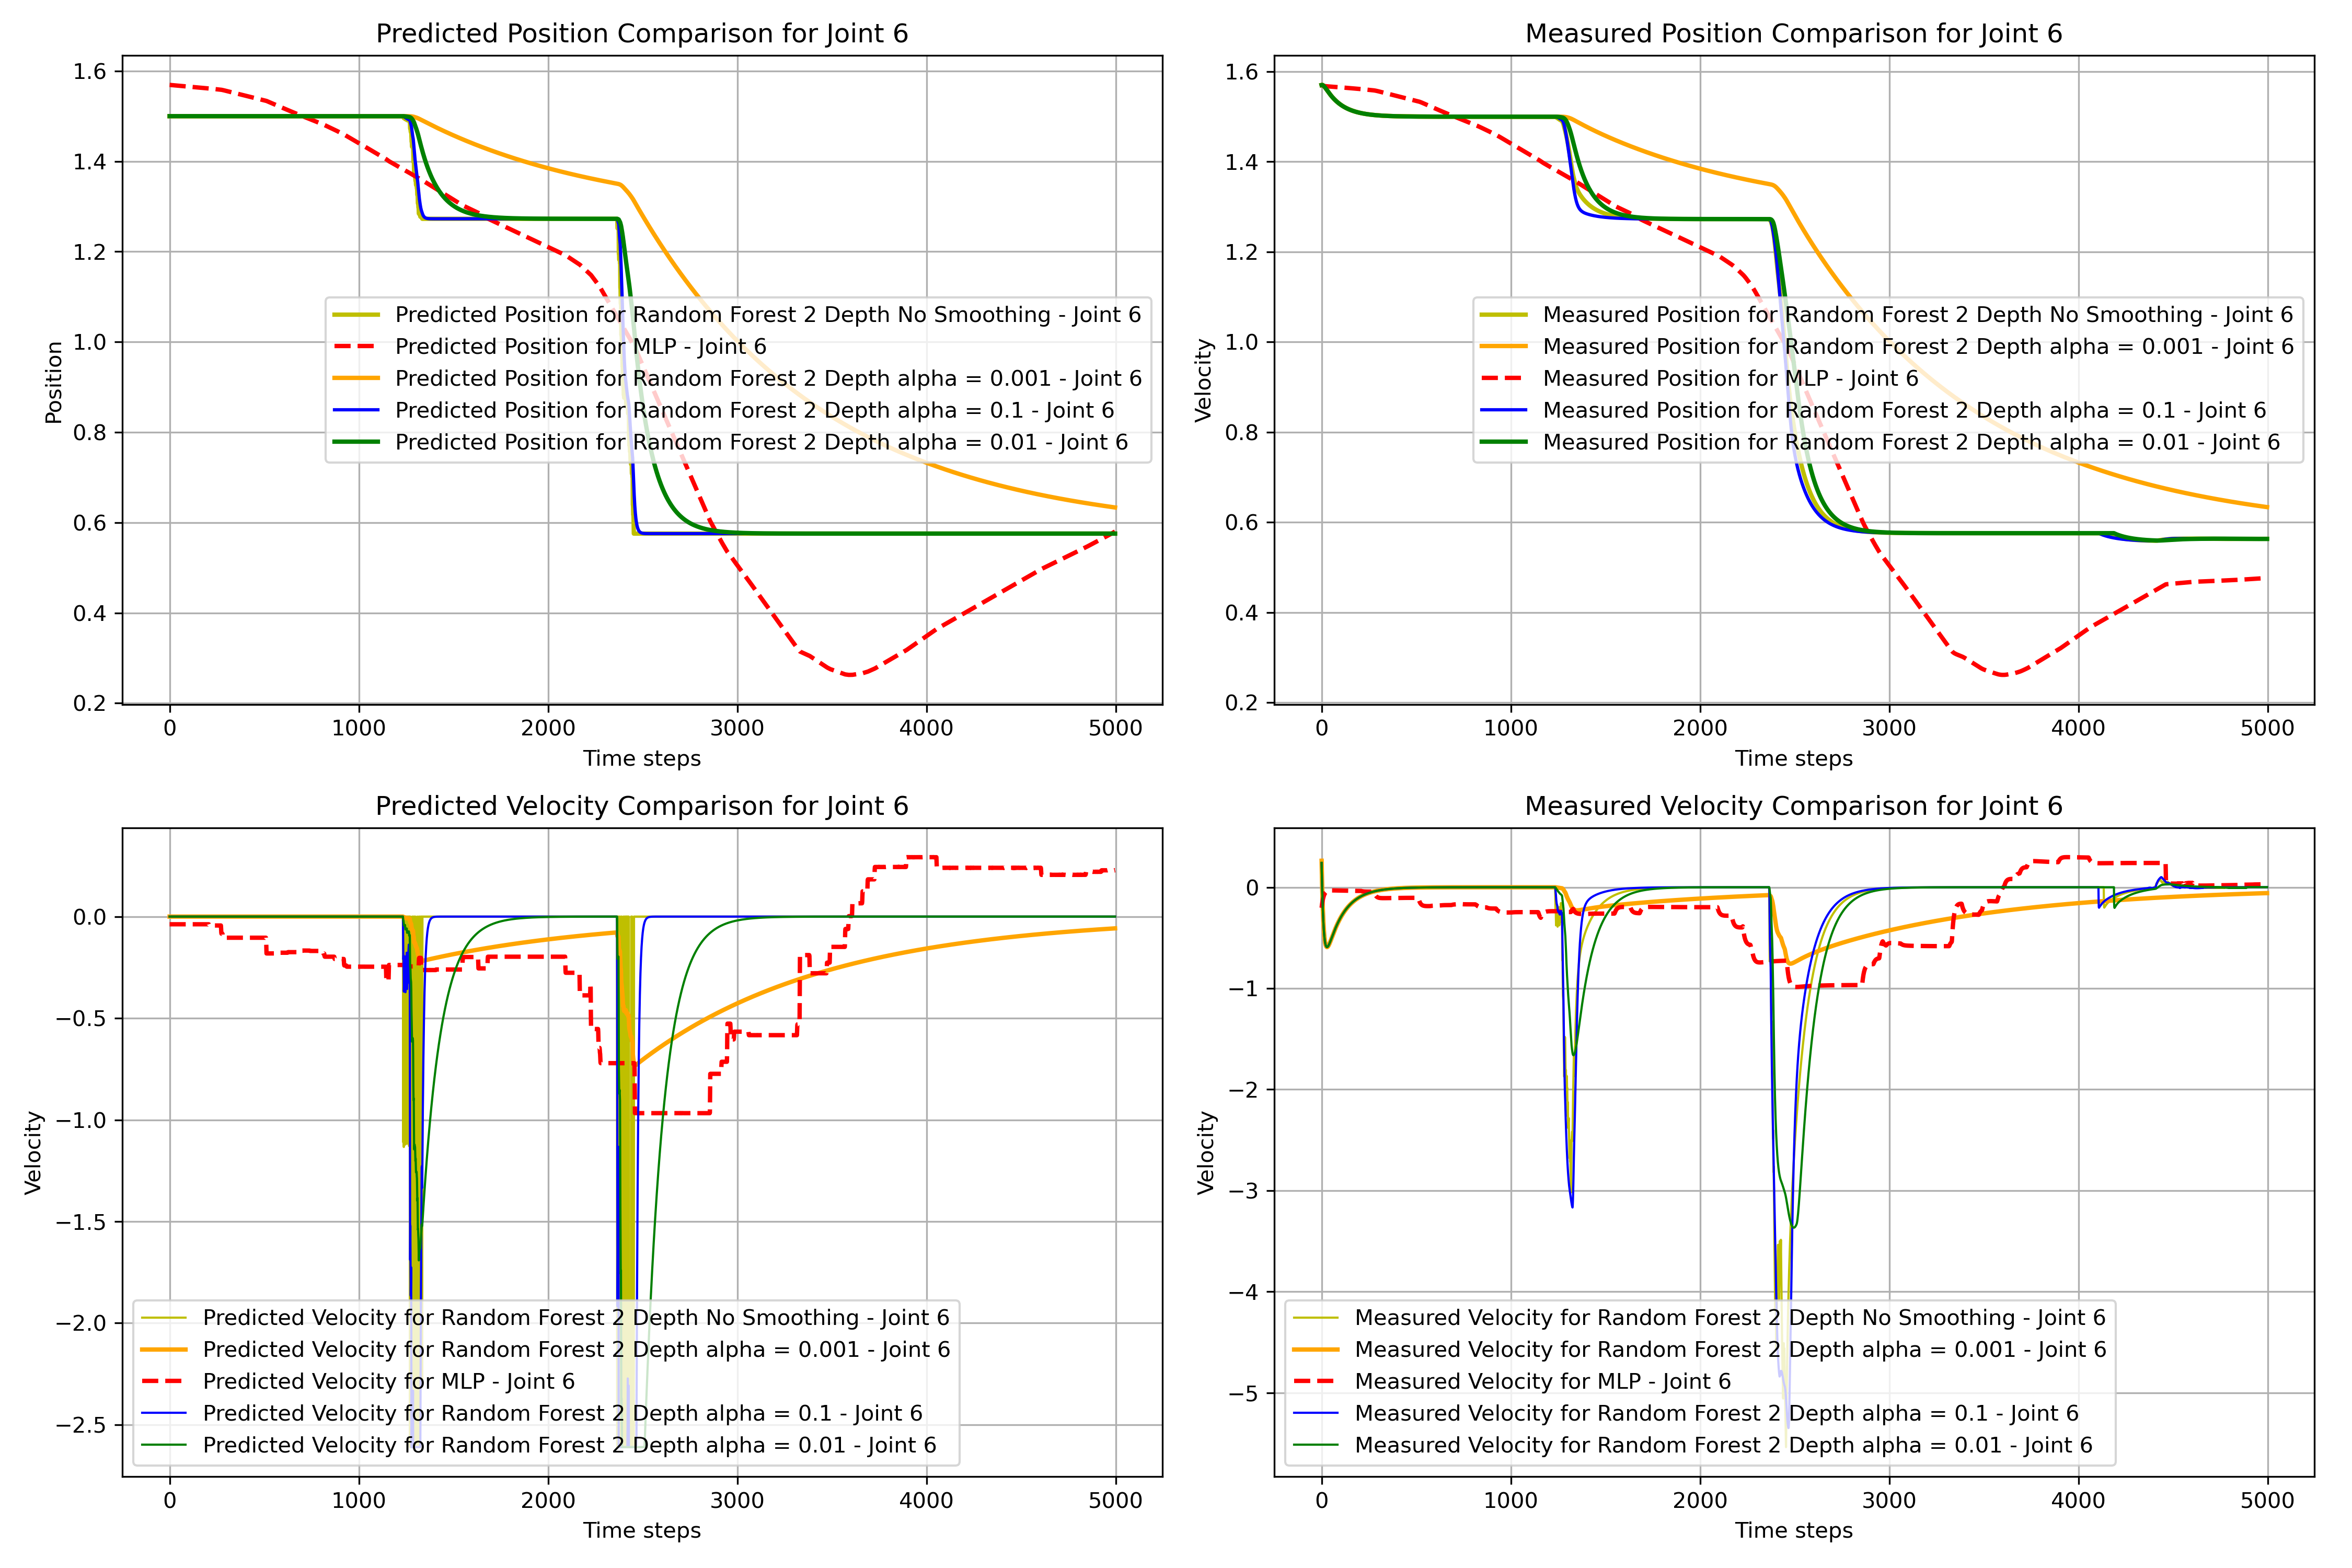 Predicted Position Comparison for Joint 6
1.6
1.4
1.2
1.0
0.8
0.6
0.4
0.2
Position
Predicted Position for Random Forest 2 Depth No Smoothing - Joint 6
Predicted Position for MLP - Joint 6
Predicted Position for Random Forest 2 Depth alpha = 0.001 - Joint 6
Predicted Position for Random Forest 2 Depth alpha = 0.1 - Joint 6
Predicted Position for Random Forest 2 Depth alpha = 0.01 - Joint 6
0 1000 2000 3000 4000 5000
Time steps
Measured Position Comparison for Joint 6
1.6
1.4
1.2
1.0
0.8
0.6
0.4
0.2
Velocity
Measured Position for Random Forest 2 Depth No Smoothing - Joint 6
Measured Position for Random Forest 2 Depth alpha = 0.001 - Joint 6
Measured Position for MLP - Joint 6
Measured Position for Random Forest 2 Depth alpha = 0.1 - Joint 6
Measured Position for Random Forest 2 Depth alpha = 0.01 - Joint 6
0 1000 2000 3000 4000 5000
Time steps
Predicted Velocity Comparison for Joint 6
0.0
−0.5
−1.0
−1.5
−2.0
−2.5
Velocity
Predicted Velocity for Random Forest 2 Depth No Smoothing - Joint 6
Predicted Velocity for Random Forest 2 Depth alpha = 0.001 - Joint 6
Predicted Velocity for MLP - Joint 6
Predicted Velocity for Random Forest 2 Depth alpha = 0.1 - Joint 6
Predicted Velocity for Random Forest 2 Depth alpha = 0.01 - Joint 6
0 1000 2000 3000 4000 5000
Time steps
Measured Velocity Comparison for Joint 6
0
−1
−2
−3
−4
−5
Velocity
Measured Velocity for Random Forest 2 Depth No Smoothing - Joint 6
Measured Velocity for Random Forest 2 Depth alpha = 0.001 - Joint 6
Measured Velocity for MLP - Joint 6
Measured Velocity for Random Forest 2 Depth alpha = 0.1 - Joint 6
Measured Velocity for Random Forest 2 Depth alpha = 0.01 - Joint 6
0 1000 2000 3000 4000 5000
Time steps